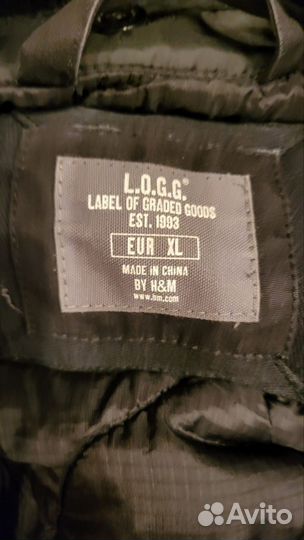 L.O.G.G.®
LABEL OF GRADED GOODS
EST. 1993
EUR XL
MADE IN CHINA
BY H&M
www.hm.com
Avito